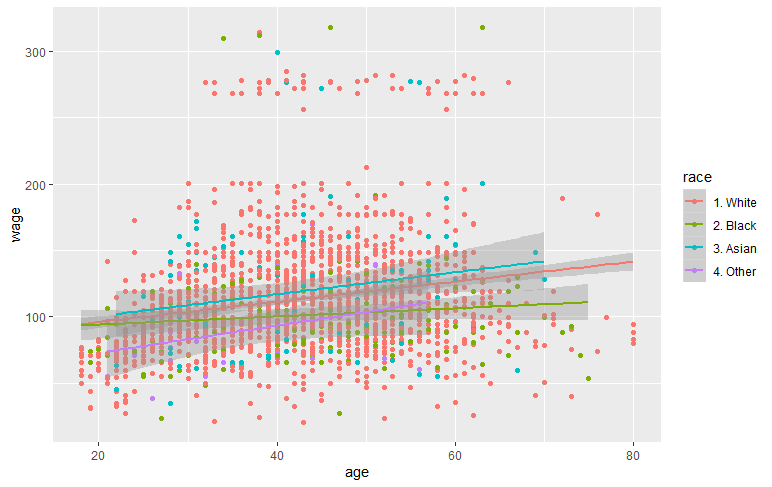 300
200
100
wage
20
40
60
80
age
race
1. White
2. Black
3. Asian
4. Other